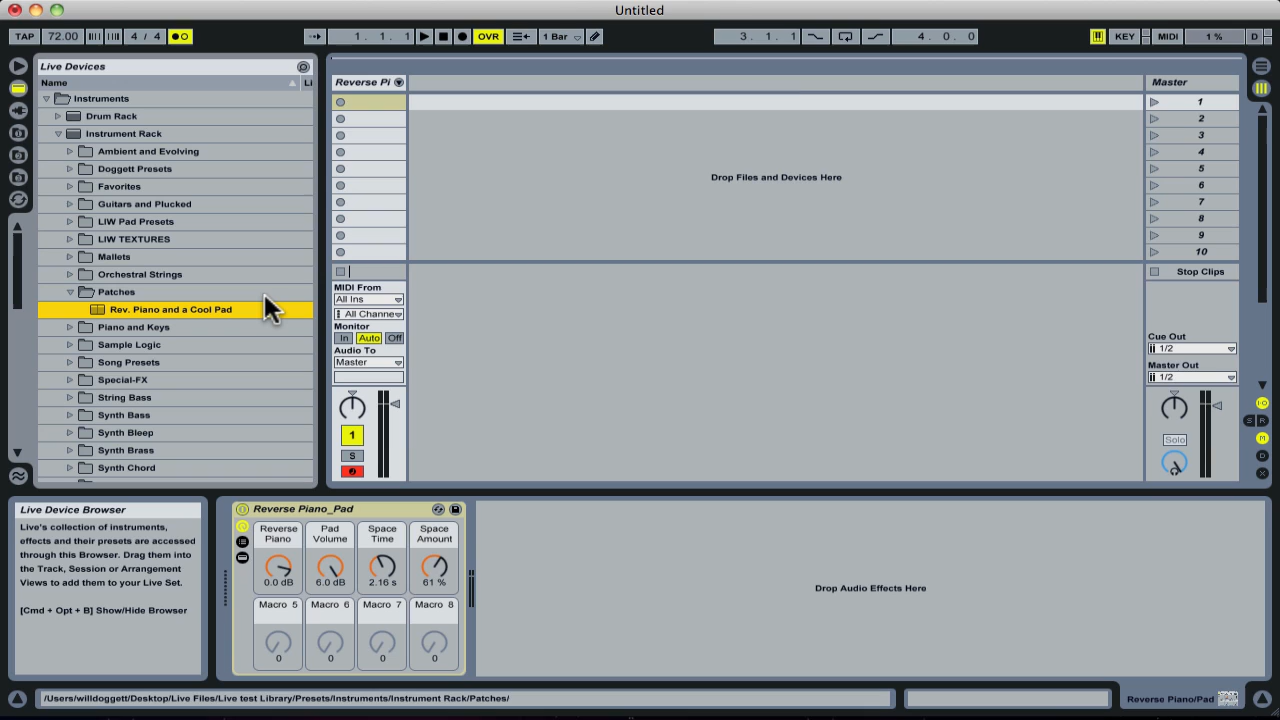 Untitled
TAP 72.00 4 / 4 1. 1. 1 OVR 1 Bar 3. 1. 1 4. 0. 0 KEY MIDI 1 % D
Live Devices
Name Li
Instruments
Drum Rack
Instrument Rack
Ambient and Evolving
Doggett Presets
Favorites
Guitars and Plucked
LIW Pad Presets
LIW TEXTURES
Mallets
Orchestral Strings
Patches
Rev. Piano and a Cool Pad
Piano and Keys
Sample Logic
Song Presets
Special-FX
String Bass
Synth Bass
Synth Bleep
Synth Brass
Synth Chord
Reverse Pi
Drop Files and Devices Here
MIDI From
All Ins
All Channe
Monitor
In Auto Off
Audio To
Master
1
S
Master
1
2
3
4
5
6
7
8
9
10
Stop Clips
Cue Out
1/2
Master Out
1/2
Solo
I·O
S R
M
D
X
Live Device Browser
Live's collection of instruments,
effects and their presets are accessed
through this Browser. Drag them into
the Track, Session or Arrangement
Views to add them to your Live Set.
[Cmd + Opt + B] Show/Hide Browser
Reverse Piano_Pad
Reverse Piano
Pad Volume
Space Time
Space Amount
0.0 dB 6.0 dB 2.16 s 61 %
Macro 5 Macro 6 Macro 7 Macro 8
0 0 0 0
Drop Audio Effects Here
/Users/willdoggett/Desktop/Live Files/Live test Library/Presets/Instruments/Instrument Rack/Patches/
Reverse Piano/Pad